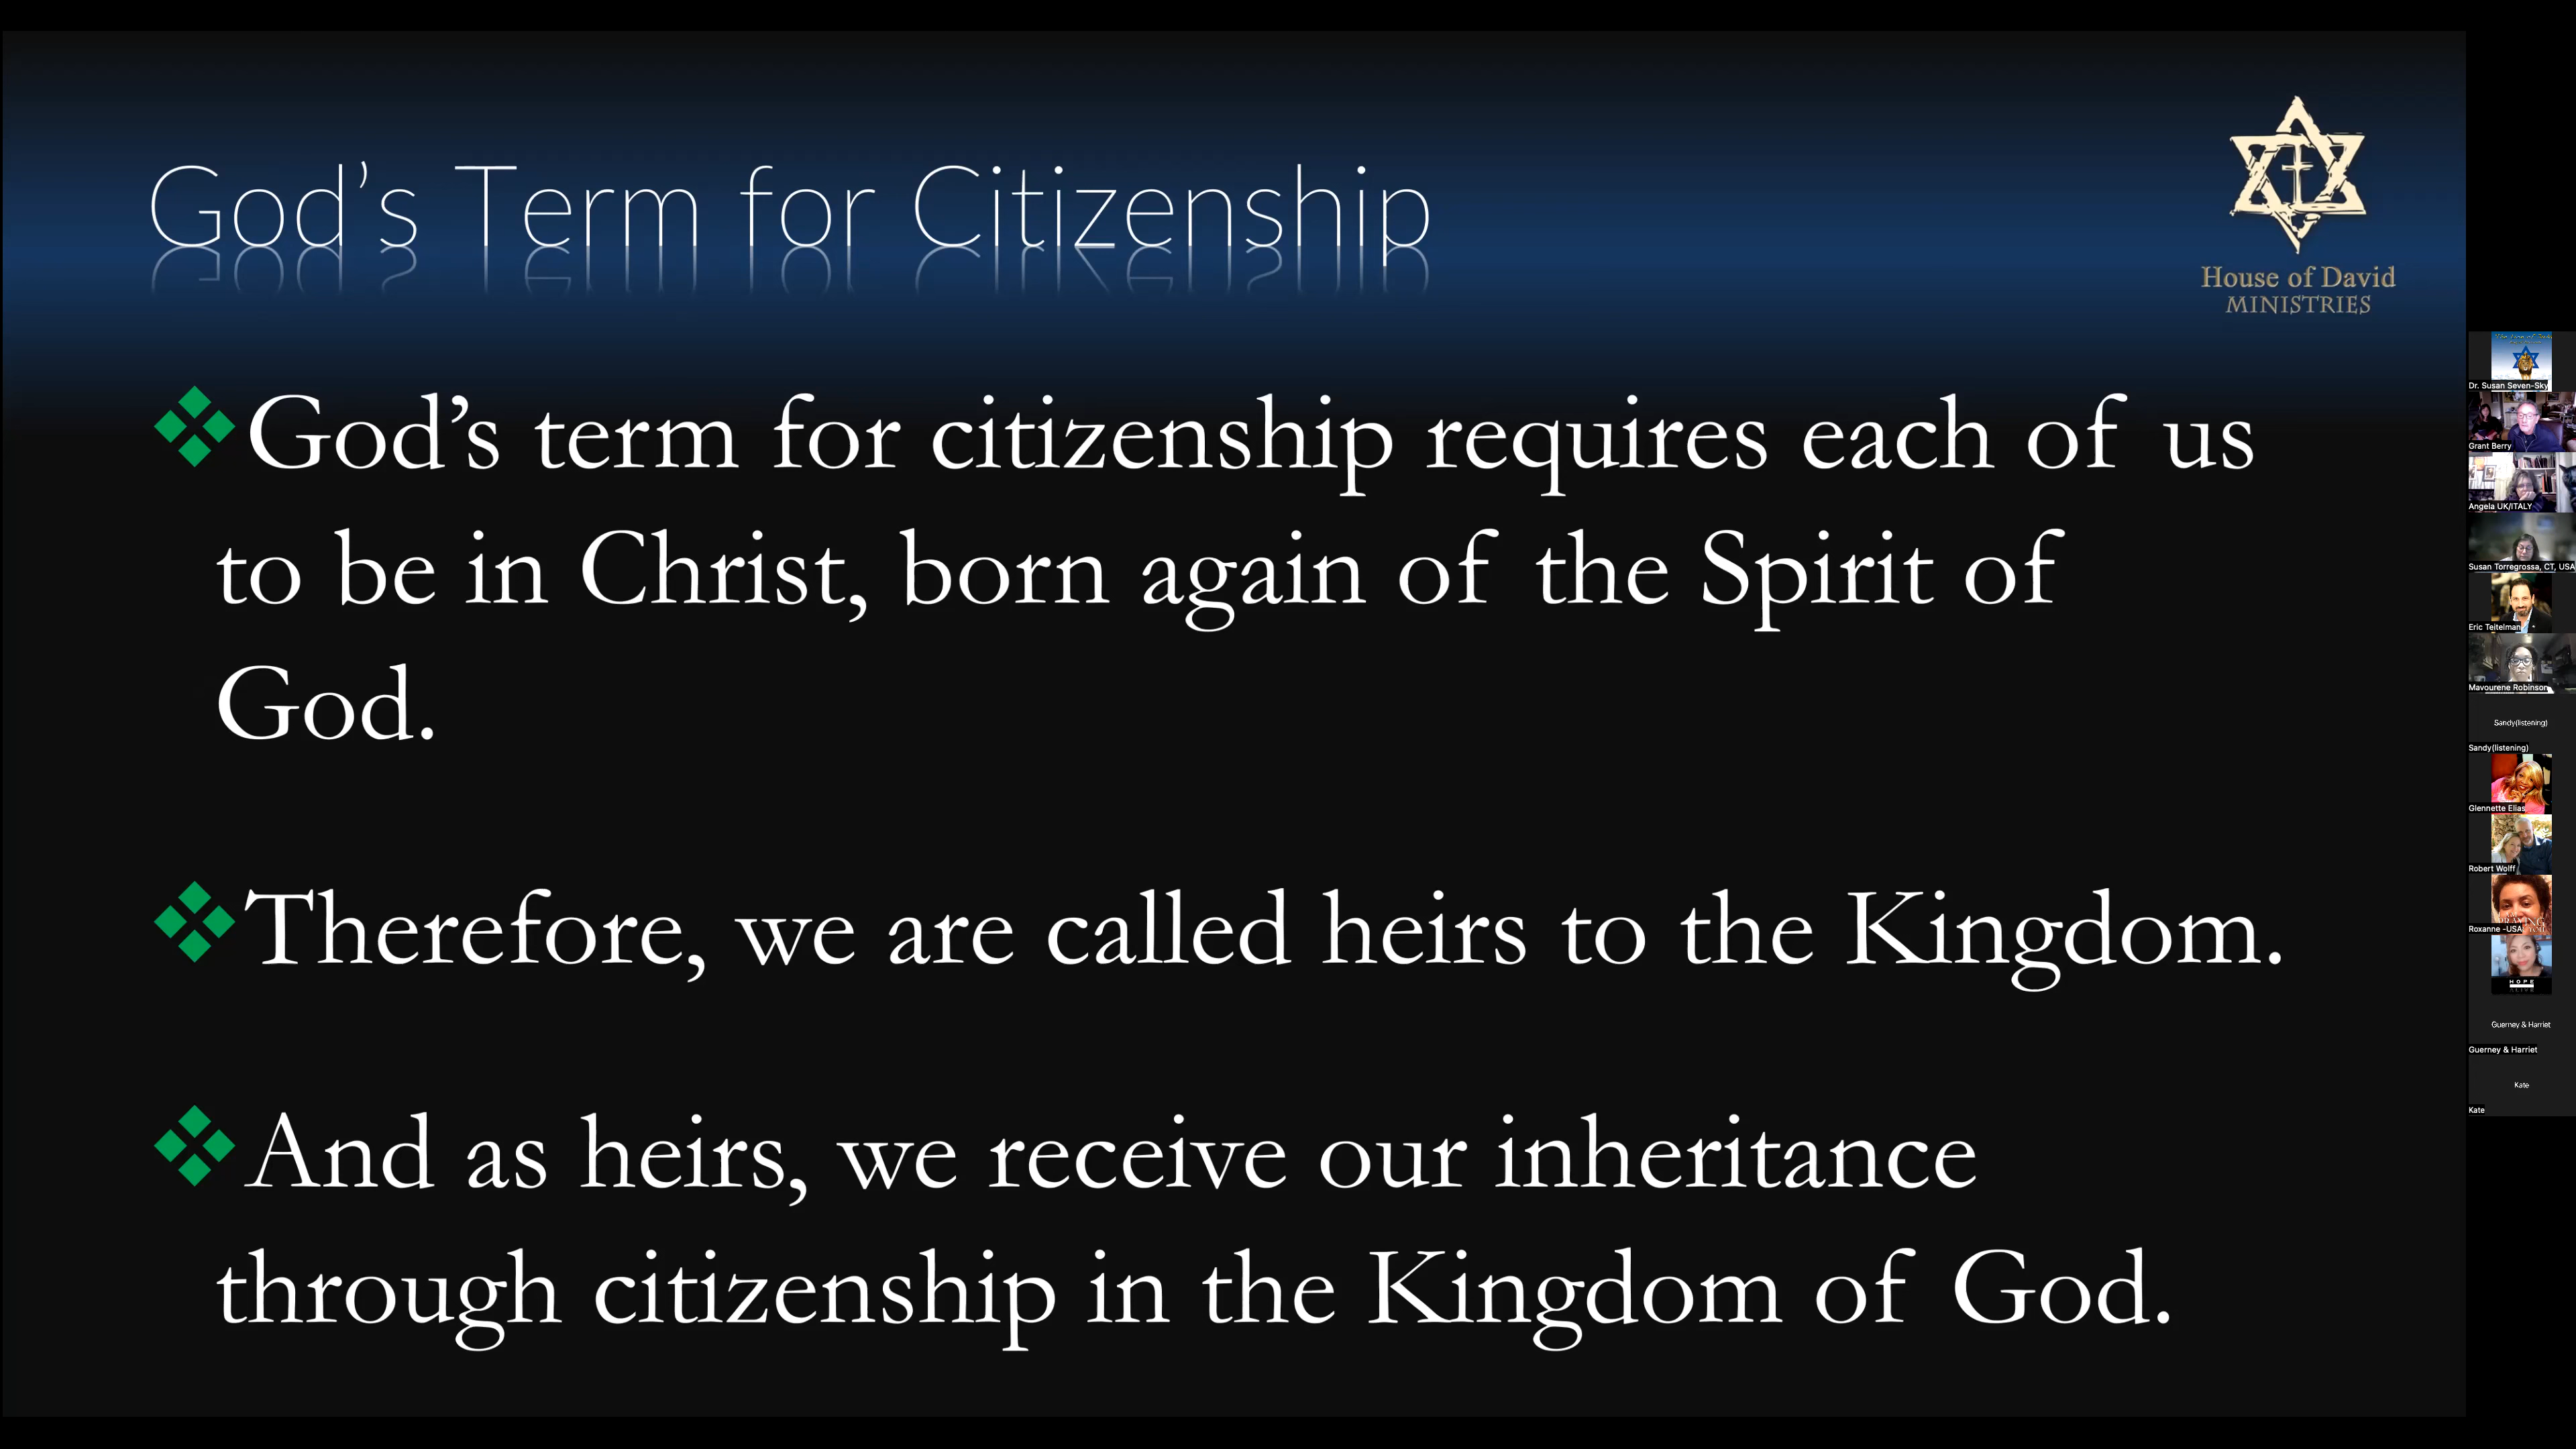 God's Term for Citizenship
House of David
MINISTRIES
God's term for citizenship requires each of us
to be in Christ, born again of the Spirit of
God.
Therefore, we are called heirs to the Kingdom.
And as heirs, we receive our inheritance
through citizenship in the Kingdom of God.
Dr. Susan Seven-Sky
Grant Berry
Angela UK/ITALY
Susan Torregrossa, CT, USA
Eric Teitelman
Mavourene Robinson
Sandy(listening)
Sandy(listening)
Glennette Elias
Robert Wolff
Roxanne -USA
HOPE
Guerney & Harriet
Guerney & Harriet
Kate
Kate